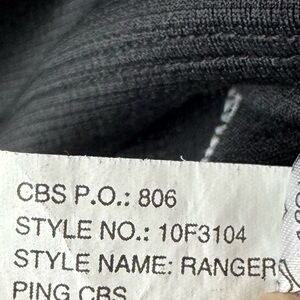 CBS P.O.: 806
STYLE NO.: 10F3104
STYLE NAME: RANGER
PING CBS